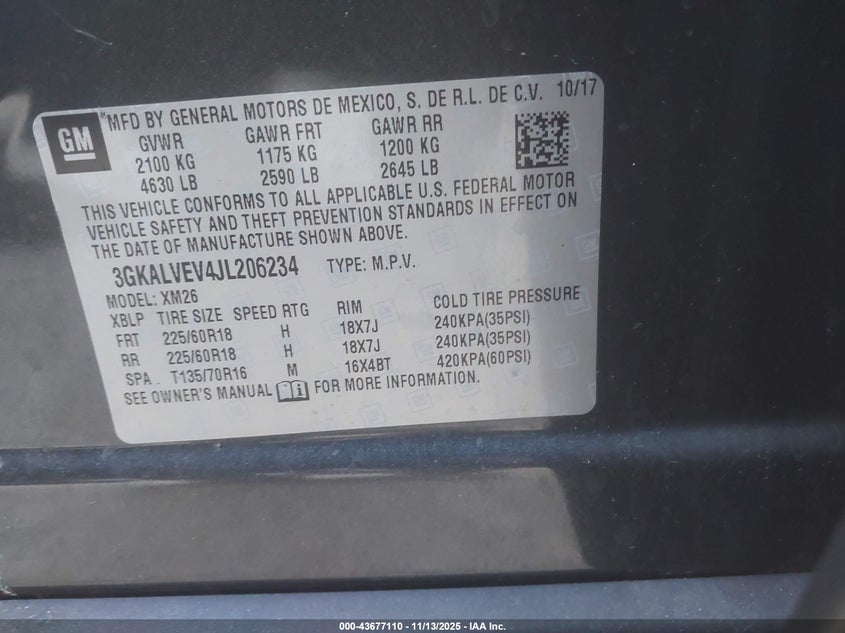 GM
MFD BY GENERAL MOTORS DE MEXICO, S. DE R.L. DE C.V. 10/17
GVWR GAWR FRT GAWR RR
2100 KG 1175 KG 1200 KG
4630 LB 2590 LB 2645 LB
THIS VEHICLE CONFORMS TO ALL APPLICABLE U.S. FEDERAL MOTOR
VEHICLE SAFETY AND THEFT PREVENTION STANDARDS IN EFFECT ON
THE DATE OF MANUFACTURE SHOWN ABOVE.
3GKALVEV4JL206234 TYPE: M.P.V.
MODEL: XM26
XBLP TIRE SIZE SPEED RTG RIM COLD TIRE PRESSURE
FRT 225/60R18 H 18X7J 240KPA(35PSI)
RR 225/60R18 H 18X7J 240KPA(35PSI)
SPA T135/70R16 M 16X4BT 420KPA(60PSI)
SEE OWNER'S MANUAL FOR MORE INFORMATION.
000-43677110 — 11/13/2025 — IAA Inc.